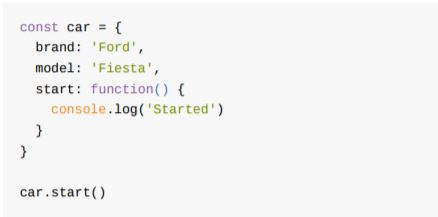 const car = {
  brand: 'Ford',
  model: 'Fiesta',
  start: function() {
    console.log('Started')
  }
}
car.start()